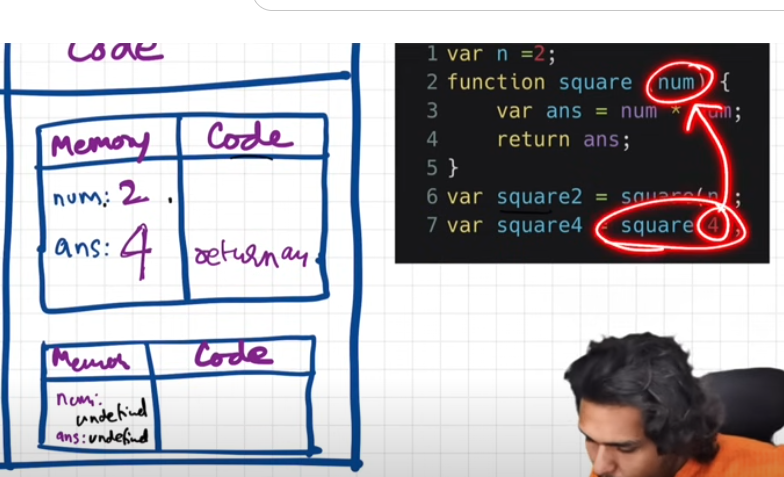 Code
Memory Code
num: 2
ans: 4 return an
Memor Code
num:
undefined
ans: undefined
1 var n =2;
2 function square (num) {
3 var ans = num * num;
4 return ans;
5 }
6 var square2 = square(n);
7 var square4 = square(4);